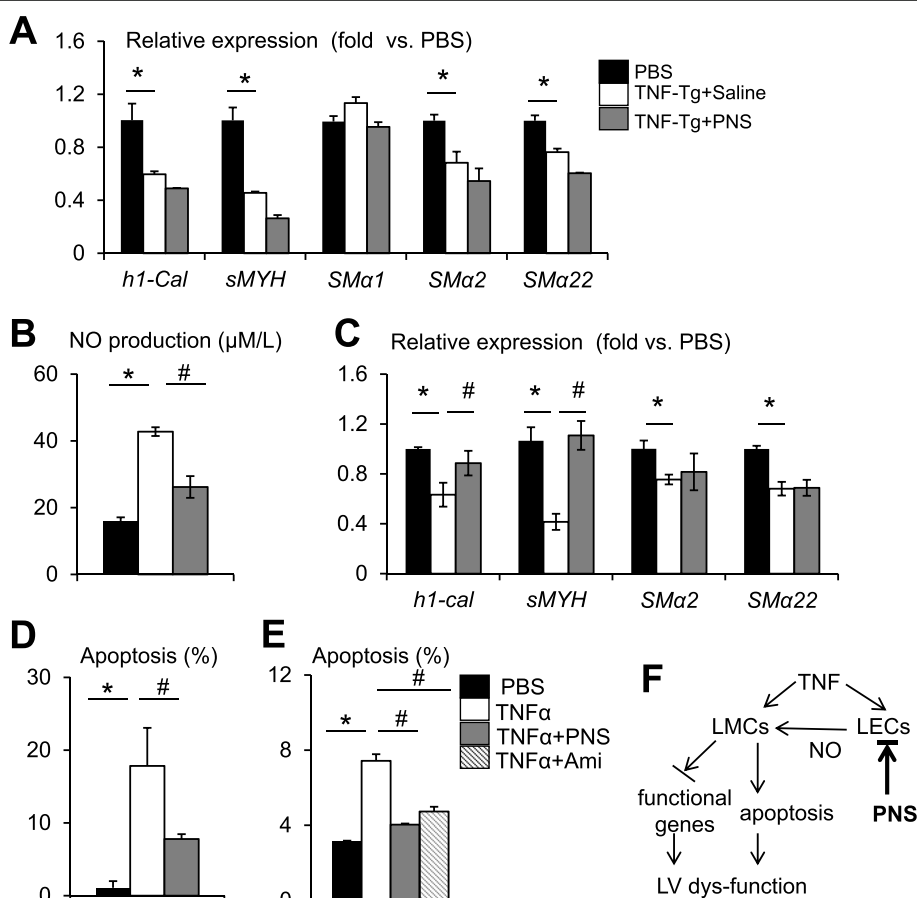 A
Relative expression (fold vs. PBS)
1.6
1.2
0.8
0.4
0
*
*
*
*
PBS
TNF-Tg+Saline
TNF-Tg+PNS
h1-Cal
sMYH
SMα1
SMα2
SMα22
B
NO production (µM/L)
60
40
20
0
*
#
C
Relative expression (fold vs. PBS)
1.6
1.2
0.8
0.4
0
*
#
*
#
*
*
h1-cal
sMYH
SMα2
SMα22
D
Apoptosis (%)
30
20
10
0
*
#
E
Apoptosis (%)
12
8
4
0
*
#
#
PBS
TNFα
TNFα+PNS
TNFα+Ami
F
TNF
LMCs
LECs
NO
functional
genes
apoptosis
PNS
LV dys-function